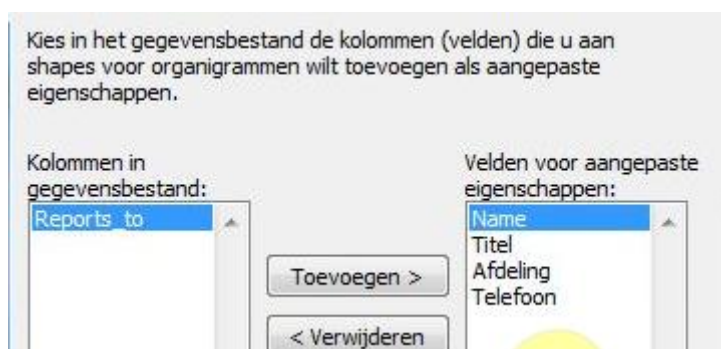 Kies in het gegevensbestand de kolommen (velden) die u aan
shapes voor organigrammen wilt toevoegen als aangepaste
eigenschappen.
Kolommen in
gegevensbestand:
Reports_to
Toevoegen >
< Verwijderen
Velden voor aangepaste
eigenschappen:
Name
Titel
Afdeling
Telefoon